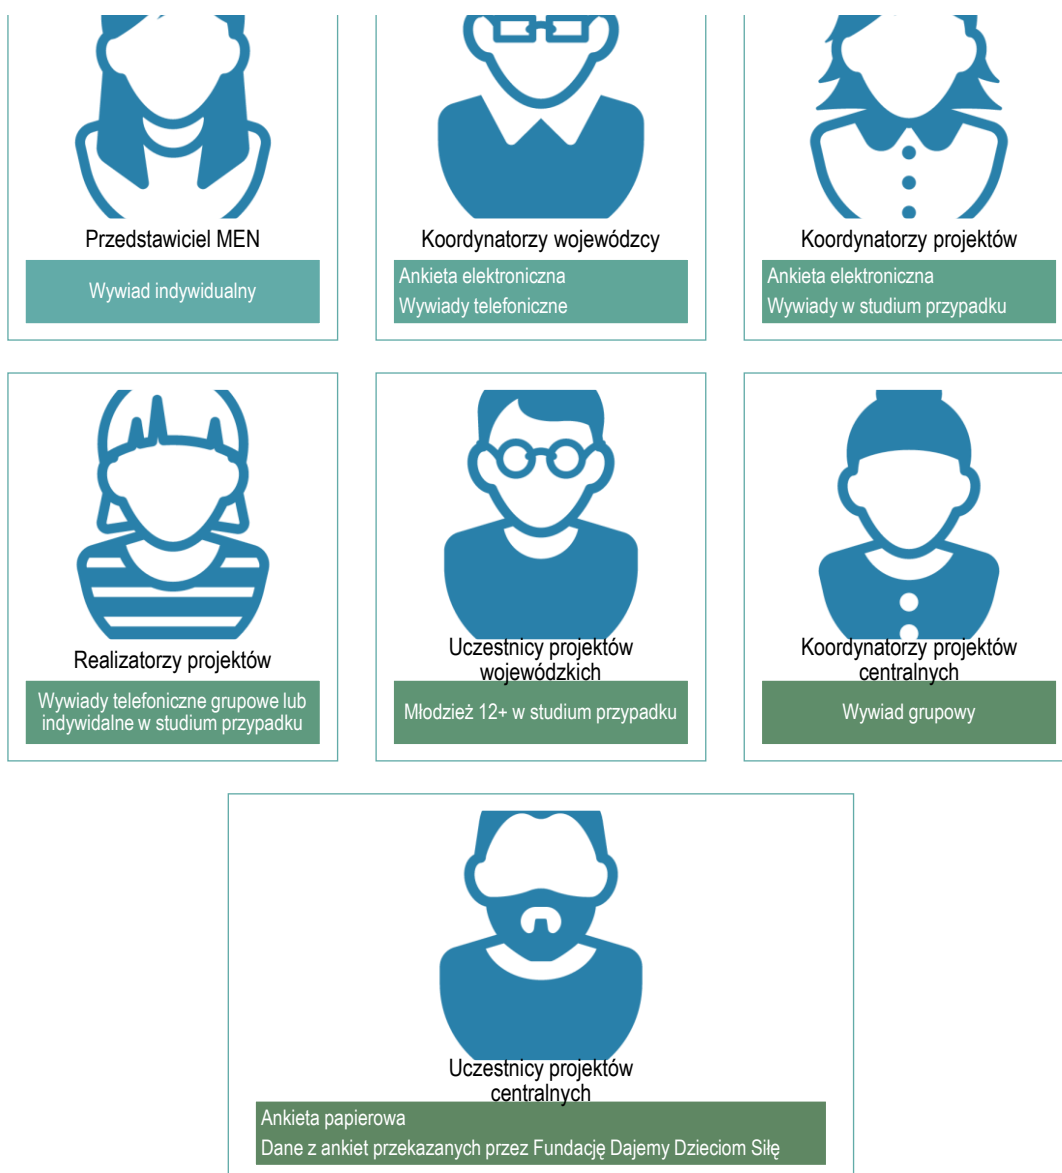 Przedstawiciel MEN
Wywiad indywidualny
Koordynatorzy wojewódzcy
Ankieta elektroniczna
Wywiady telefoniczne
Koordynatorzy projektów
Ankieta elektroniczna
Wywiady w studium przypadku
Realizatorzy projektów
Wywiady telefoniczne grupowe lub
indywidalne w studium przypadku
Uczestnicy projektów
wojewódzkich
Młodzież 12+ w studium przypadku
Koordynatorzy projektów
centralnych
Wywiad grupowy
Uczestnicy projektów
centralnych
Ankieta papierowa
Dane z ankiet przekazanych przez Fundację Dajemy Dzieciom Siłę